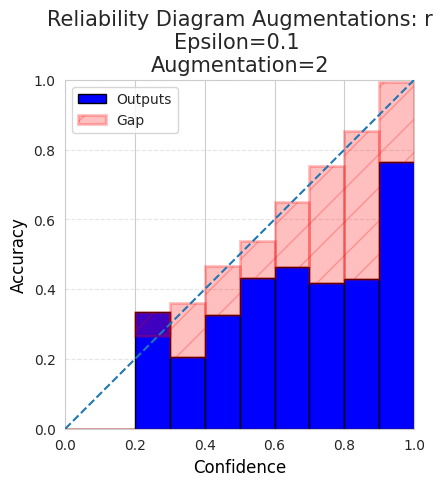 Reliability Diagram Augmentations: r
Epsilon=0.1
Augmentation=2
Outputs
Gap
1.0
0.8
0.6
0.4
0.2
0.0
Accuracy
0.0 0.2 0.4 0.6 0.8 1.0
Confidence